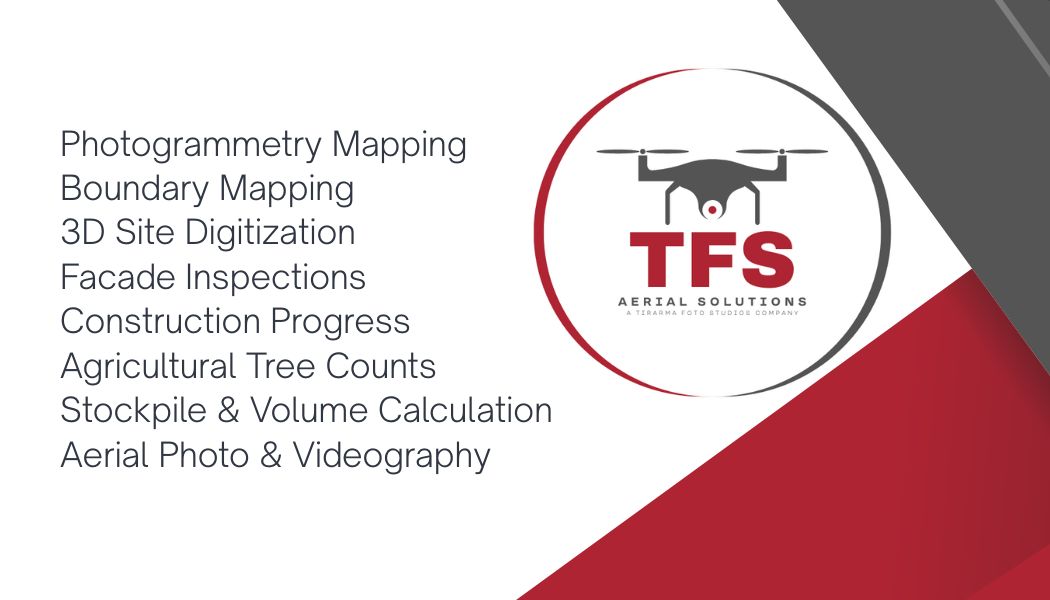 Photogrammetry Mapping
Boundary Mapping
3D Site Digitization
Facade Inspections
Construction Progress
Agricultural Tree Counts
Stockpile & Volume Calculation
Aerial Photo & Videography
TFS
AERIAL SOLUTIONS
A TIRARMA FOTO STUDIOS COMPANY